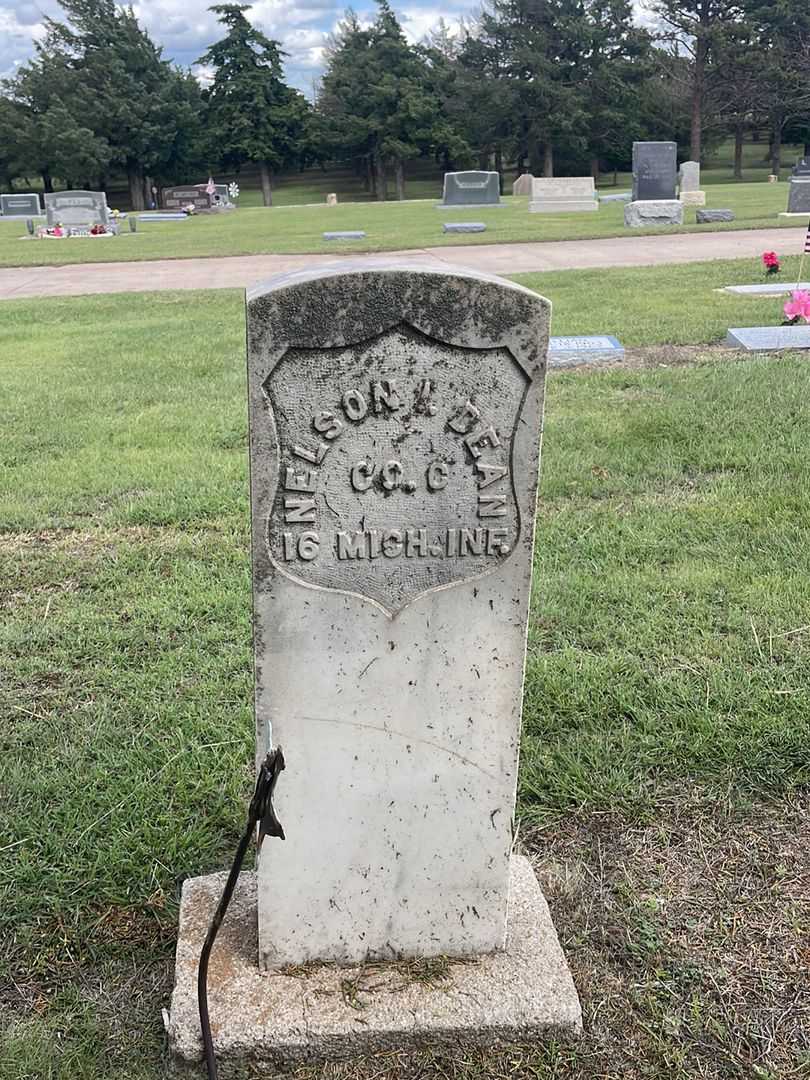 NELSON I. DEAN
CO. C
16 MICH. INF.